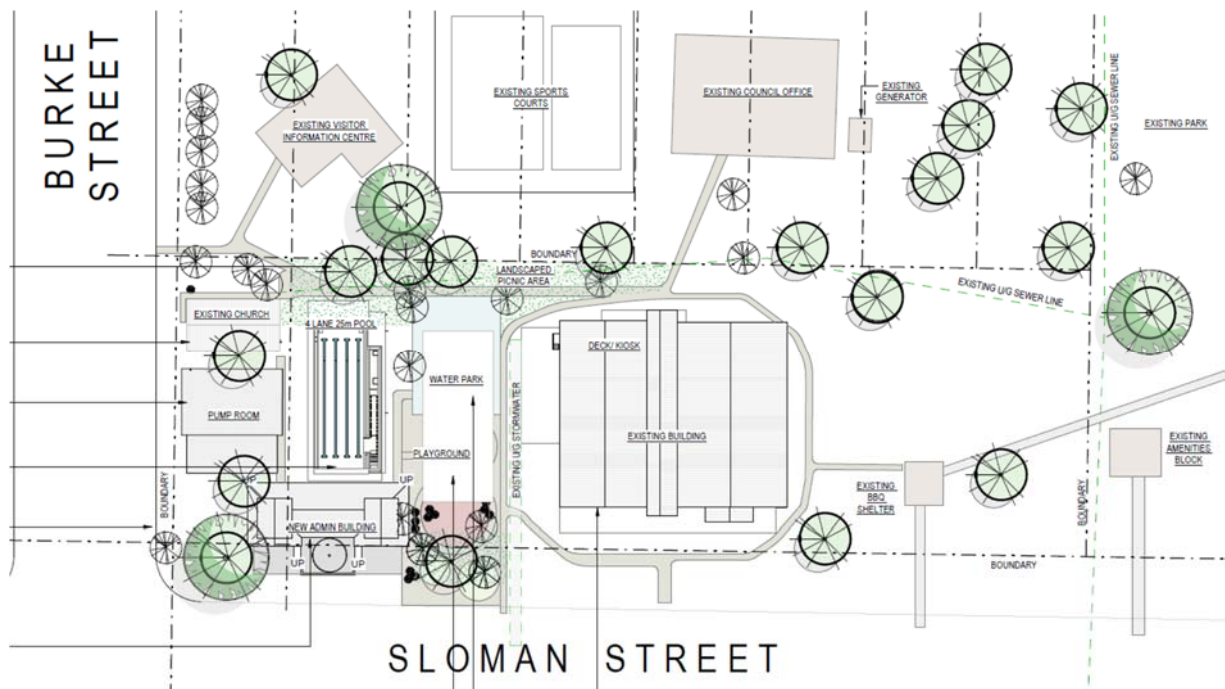 BURKE
STREET
EXISTING VISITOR
INFORMATION CENTRE
EXISTING SPORTS
COURTS
EXISTING COUNCIL OFFICE
EXISTING
GENERATOR
EXISTING U/G SEWER LINE
EXISTING PARK
BOUNDARY
LANDSCAPED
PICNIC AREA
EXISTING U/G SEWER LINE
EXISTING CHURCH
4 LANE 25m POOL
DECK/ KIOSK
WATER PARK
PUMP ROOM
EXISTING U/G STORMWATER
EXISTING BUILDING
PLAYGROUND
EXISTING
AMENITIES
BLOCK
UP
UP
BOUNDARY
EXISTING
BBQ
SHELTER
BOUNDARY
NEW ADMIN BUILDING
UP
UP
BOUNDARY
SLOMAN STREET